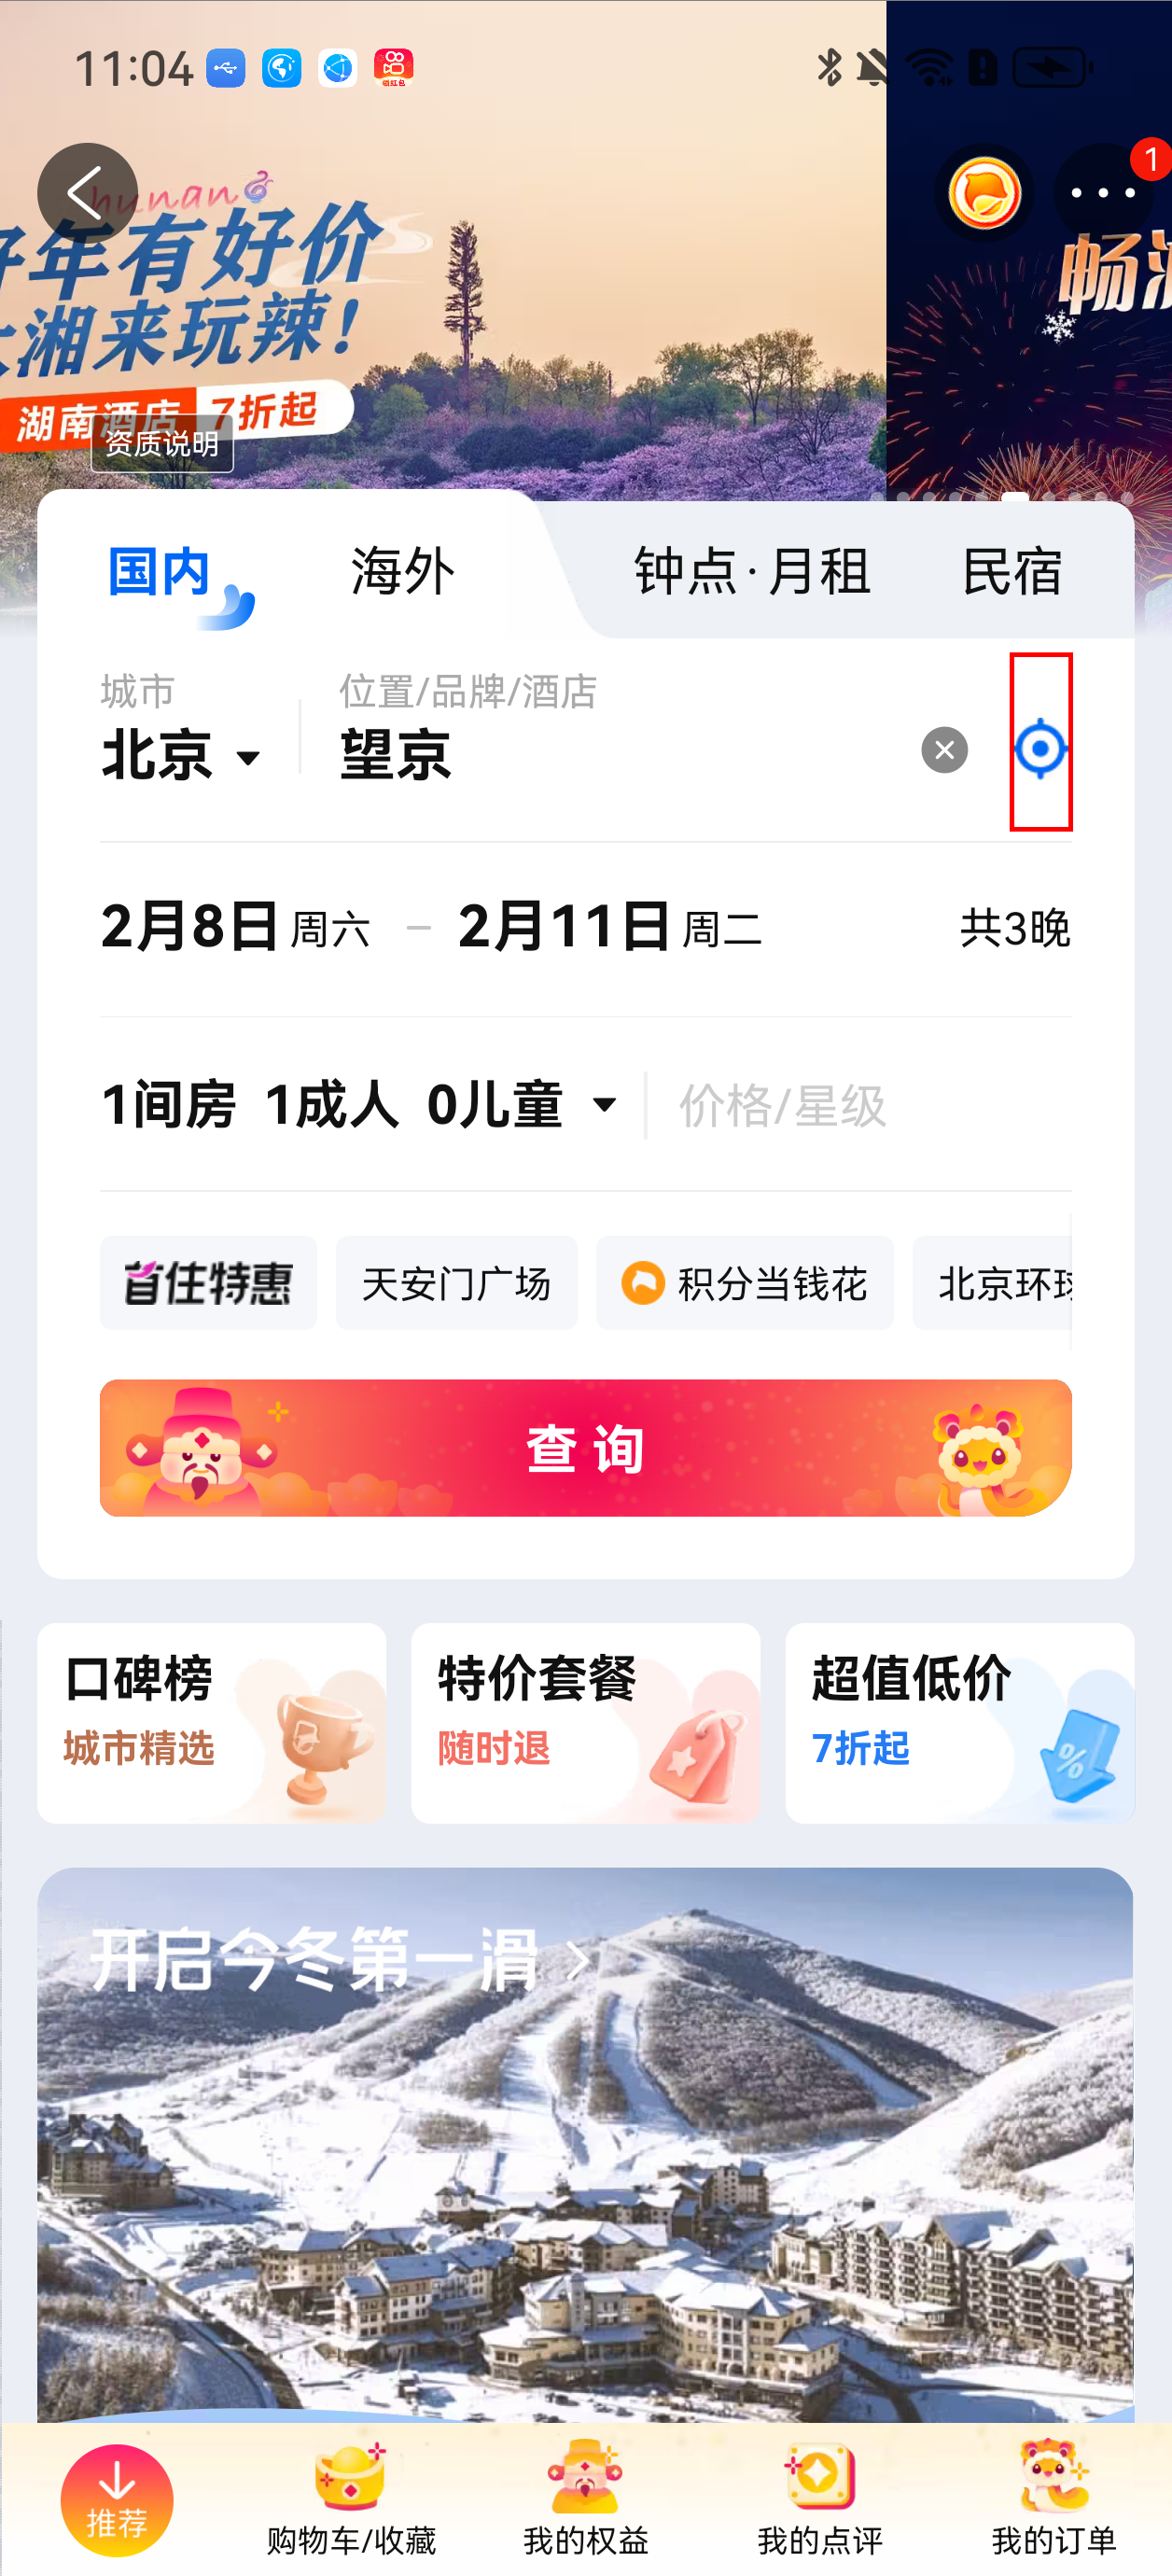 11:04
领红包
1
hunan
好年有好价
大湘来玩辣!
湖南酒店 7折起
资质说明
畅
国内 海外 钟点·月租 民宿
城市 位置/品牌/酒店
北京 望京
2月8日 周六 - 2月11日 周二 共3晚
1间房 1成人 0儿童 价格/星级
首住特惠 天安门广场 积分当钱花 北京环球
查询
口碑榜 特价套餐 超值低价
城市精选 随时退 7折起
%
开启今冬第一滑 >
推荐 购物车/收藏 我的权益 我的点评 我的订单